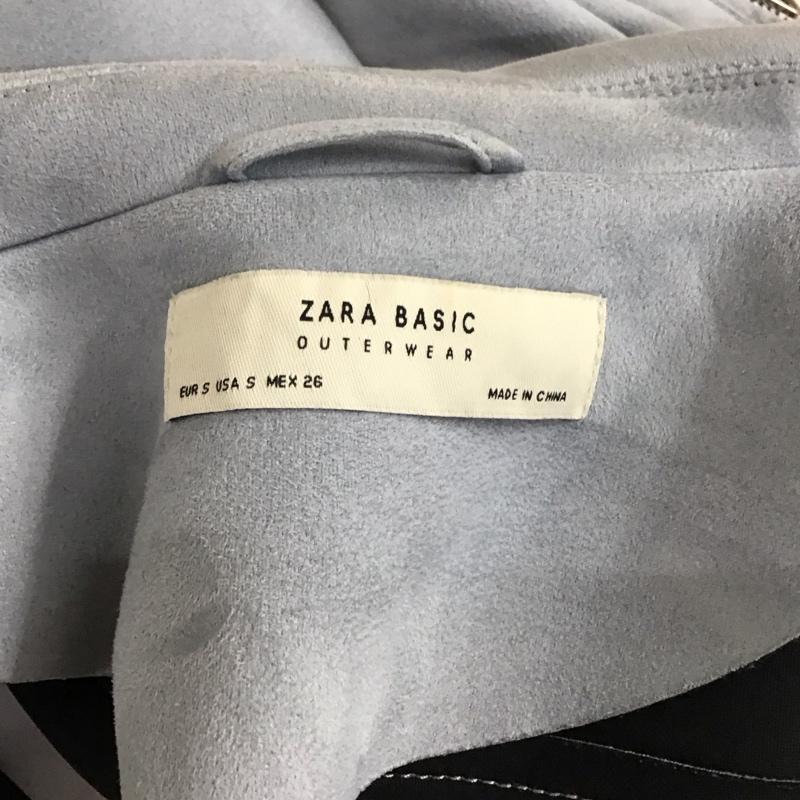 ZARA BASIC
OUTERWEAR
EUR S USA S MEX 26
MADE IN CHINA